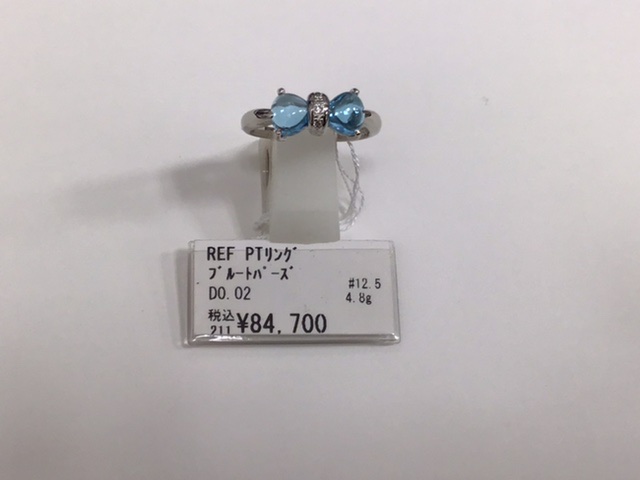 REF PTﾘﾝｸﾞ
ﾌﾞﾙｰﾄﾊﾟｰｽﾞ
D0.02
#12.5
4.8g
税込
211 ¥84,700